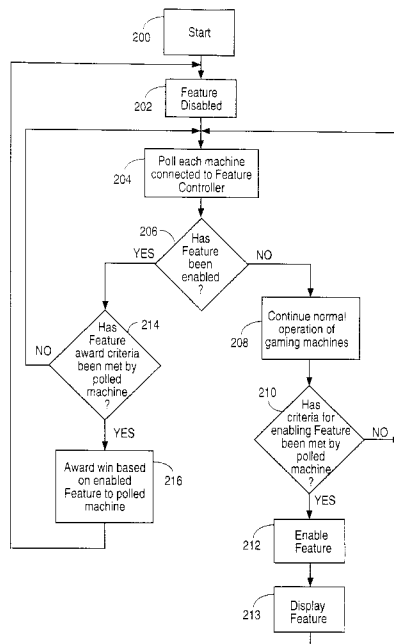 200
Start
202
Feature
Disabled
204
Poll each machine
connected to Feature
Controller
206
Has
Feature
been
enabled
?
YES
NO
214
Has
Feature
award criteria
been met by
polled
machine
?
NO
YES
208
Continue normal
operation of
gaming machines
210
Has
criteria for
enabling Feature
been met by
polled
machine
?
NO
YES
216
Award win based
on enabled
Feature to polled
machine
212
Enable
Feature
213
Display
Feature